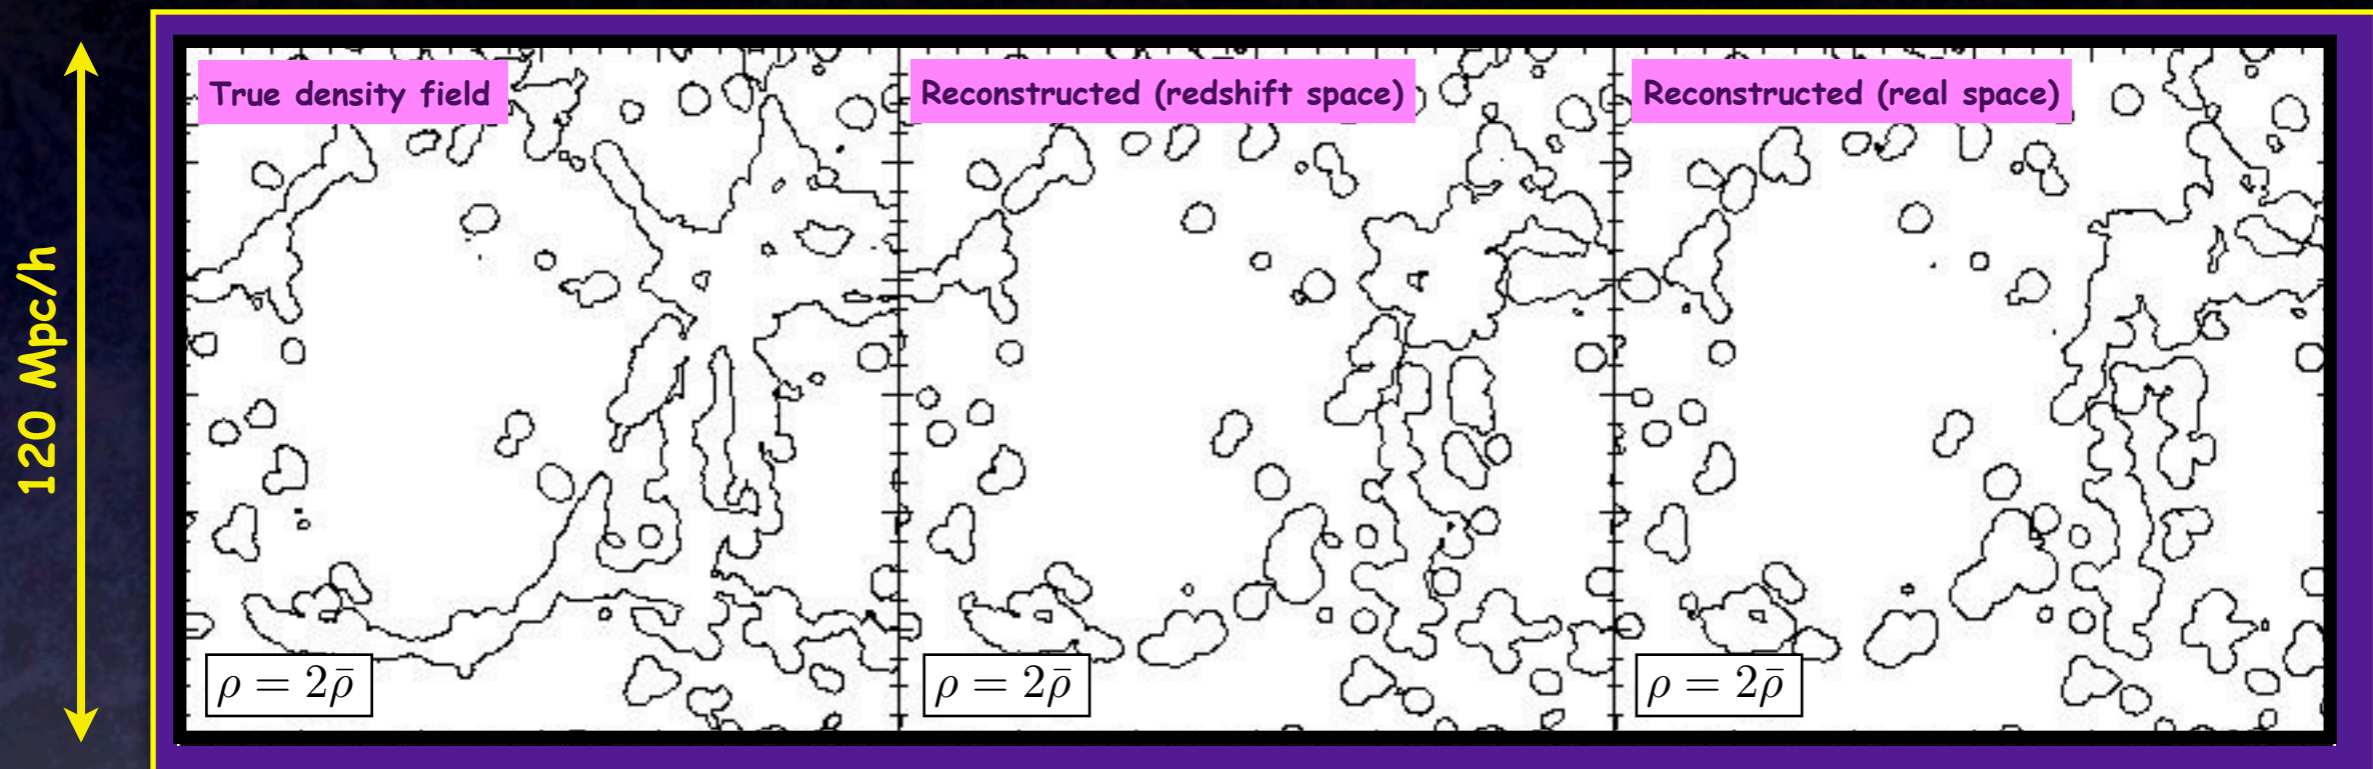 120 Mpc/h
True density field
Reconstructed (redshift space)
Reconstructed (real space)
ρ = 2ρ̄
ρ = 2ρ̄
ρ = 2ρ̄